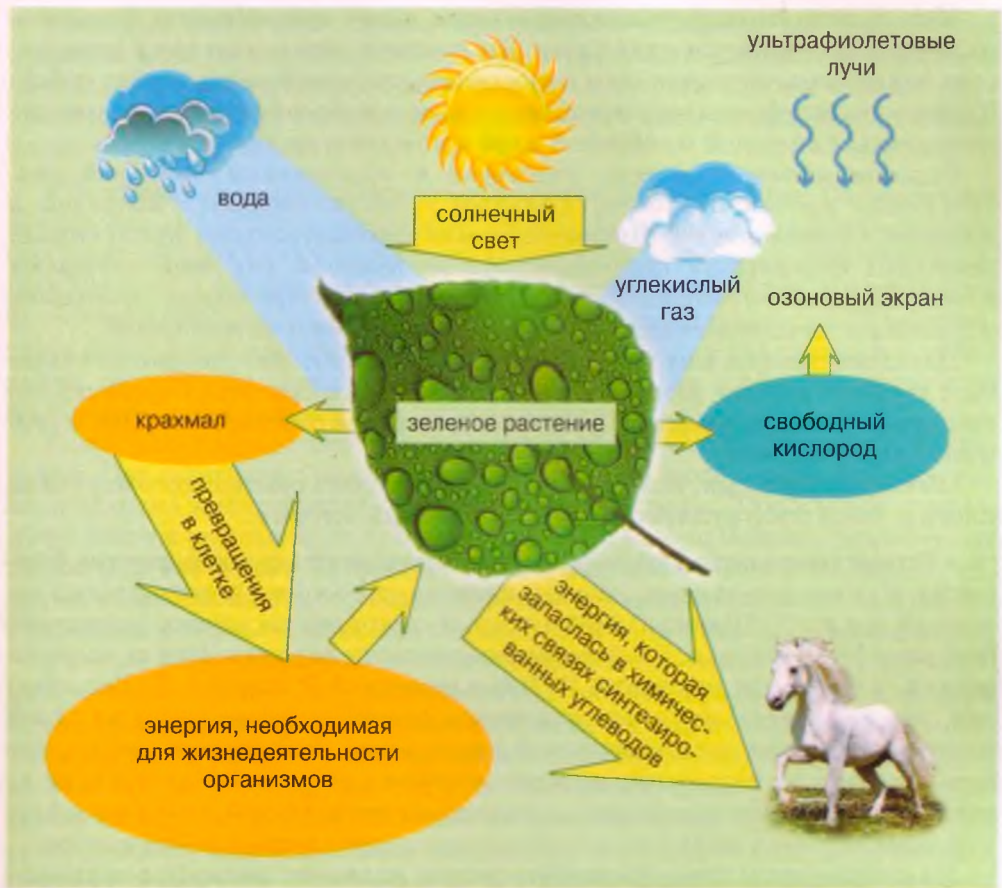 ультрафиолетовые
лучи
вода
солнечный
свет
углекислый
газ
озоновый экран
крахмал
зеленое растение
свободный
кислород
превращения
в клетке
энергия, которая
запаслась в химичес-
ких связях синтезиро-
ванных углеводов
энергия, необходимая
для жизнедеятельности
организмов